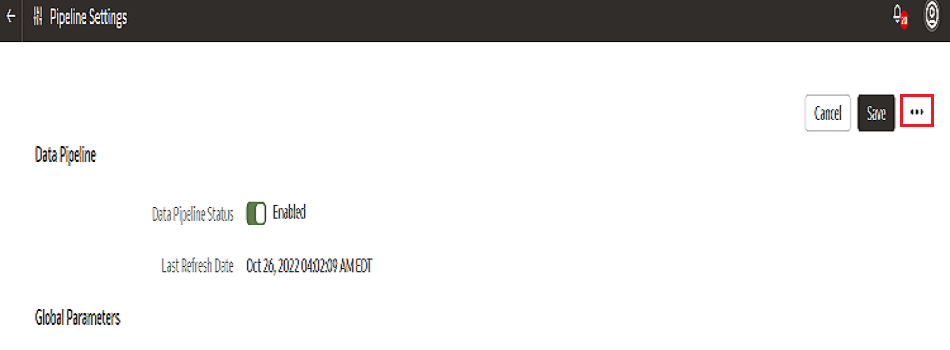 Pipeline Settings
28
Cancel Save
Data Pipeline
Data Pipeline Status Enabled
Last Refresh Date Oct 26, 2022 04:02:09 AM EDT
Global Parameters